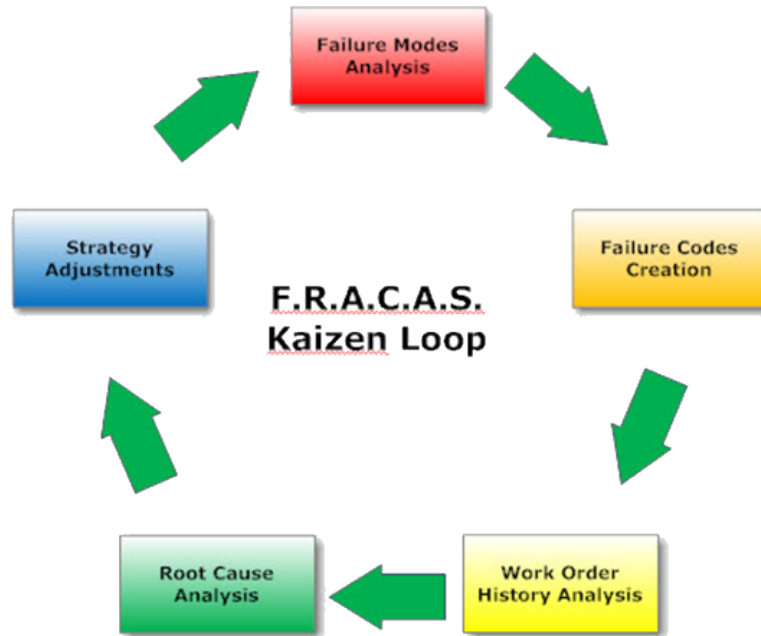 Failure Modes
Analysis
Failure Codes
Creation
Work Order
History Analysis
Root Cause
Analysis
Strategy
Adjustments
F.R.A.C.A.S.
Kaizen Loop